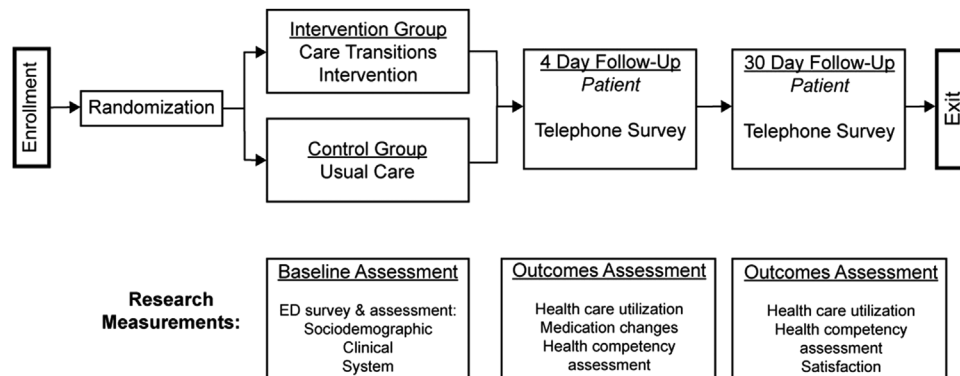 Enrollment
Randomization
Intervention Group
Care Transitions
Intervention
Control Group
Usual Care
4 Day Follow-Up
Patient
Telephone Survey
30 Day Follow-Up
Patient
Telephone Survey
Exit
Research
Measurements:
Baseline Assessment
ED survey & assessment:
Sociodemographic
Clinical
System
Outcomes Assessment
Health care utilization
Medication changes
Health competency
assessment
Outcomes Assessment
Health care utilization
Health competency
assessment
Satisfaction